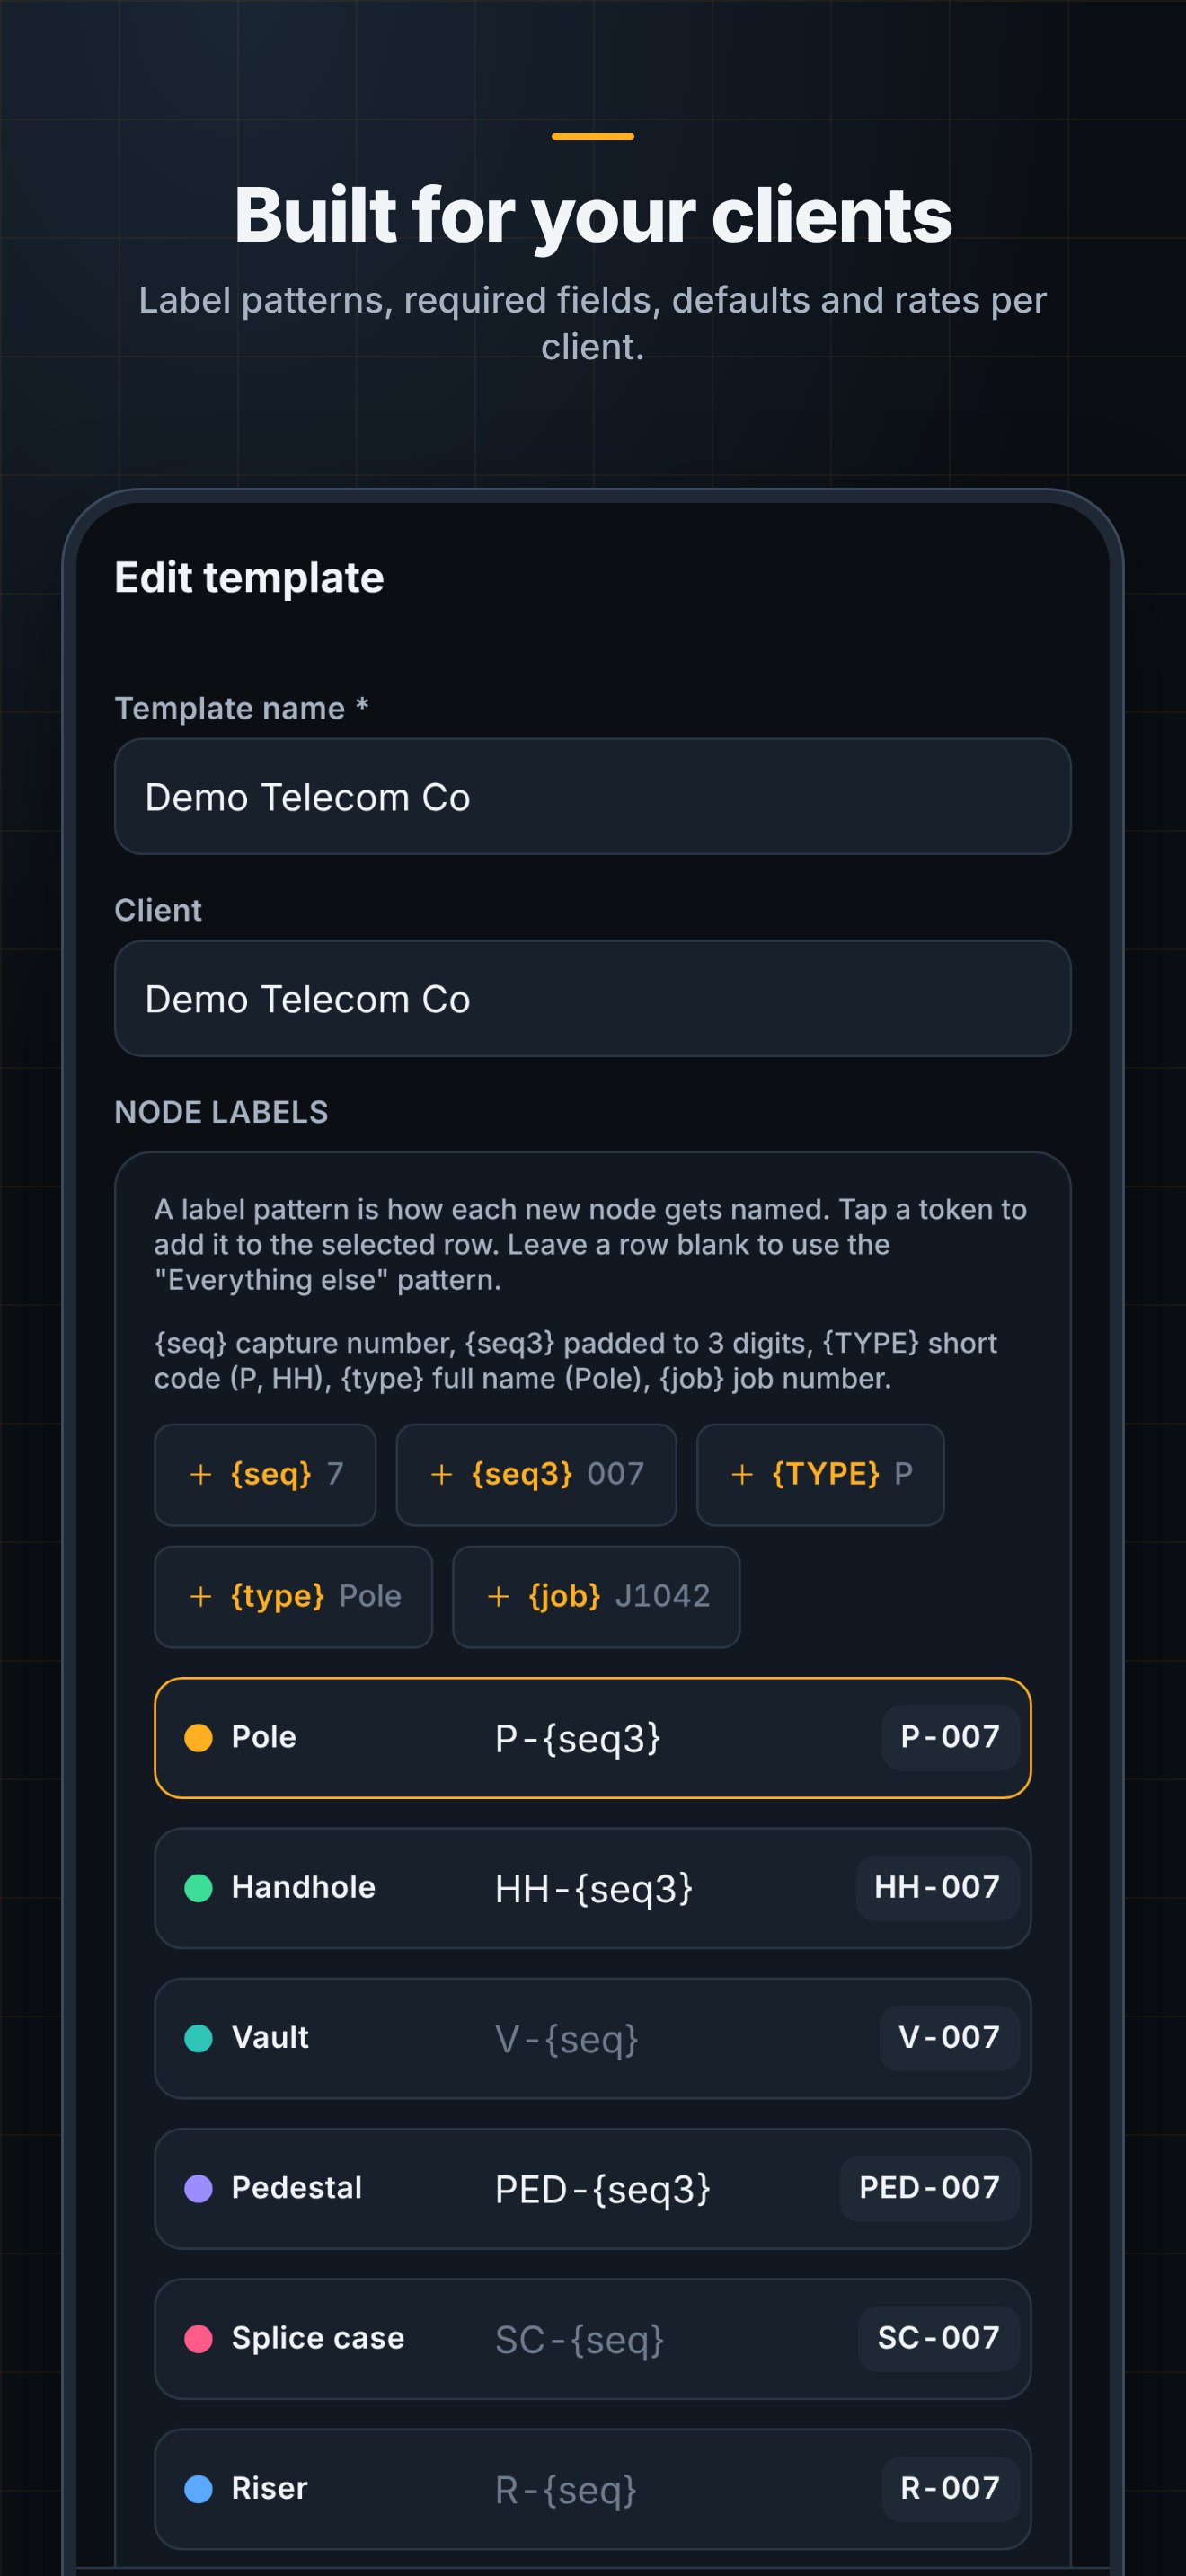 Built for your clients
Label patterns, required fields, defaults and rates per
client.
Edit template
Template name *
Demo Telecom Co
Client
Demo Telecom Co
NODE LABELS
A label pattern is how each new node gets named. Tap a token to
add it to the selected row. Leave a row blank to use the
"Everything else" pattern.
{seq} capture number, {seq3} padded to 3 digits, {TYPE} short
code (P, HH), {type} full name (Pole), {job} job number.
+ {seq} 7 + {seq3} 007 + {TYPE} P
+ {type} Pole + {job} J1042
Pole P-{seq3} P-007
Handhole HH-{seq3} HH-007
Vault V-{seq} V-007
Pedestal PED-{seq3} PED-007
Splice case SC-{seq} SC-007
Riser R-{seq} R-007